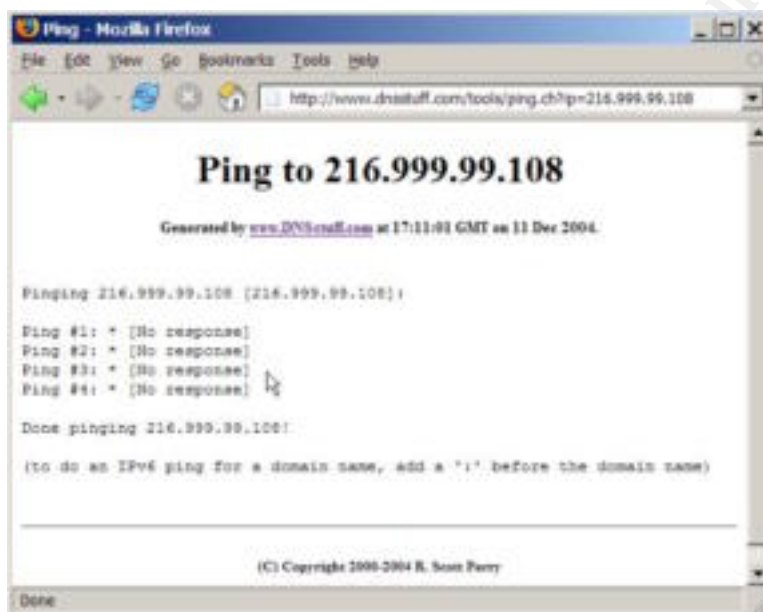 Ping - Mozilla Firefox
File Edit View Go Bookmarks Tools Help
http://www.dnsstuff.com/tools/ping.ch?ip=216.999.99.108
Ping to 216.999.99.108
Generated by www.DNSstuff.com at 17:11:01 GMT on 11 Dec 2004.
Pinging 216.999.99.108 [216.999.99.108]:
Ping #1: * [No response]
Ping #2: * [No response]
Ping #3: * [No response]
Ping #4: * [No response]
Done pinging 216.999.99.108!
(to do an IPv6 ping for a domain name, add a ':' before the domain name)
(C) Copyright 2000-2004 R. Scott Perry
Done